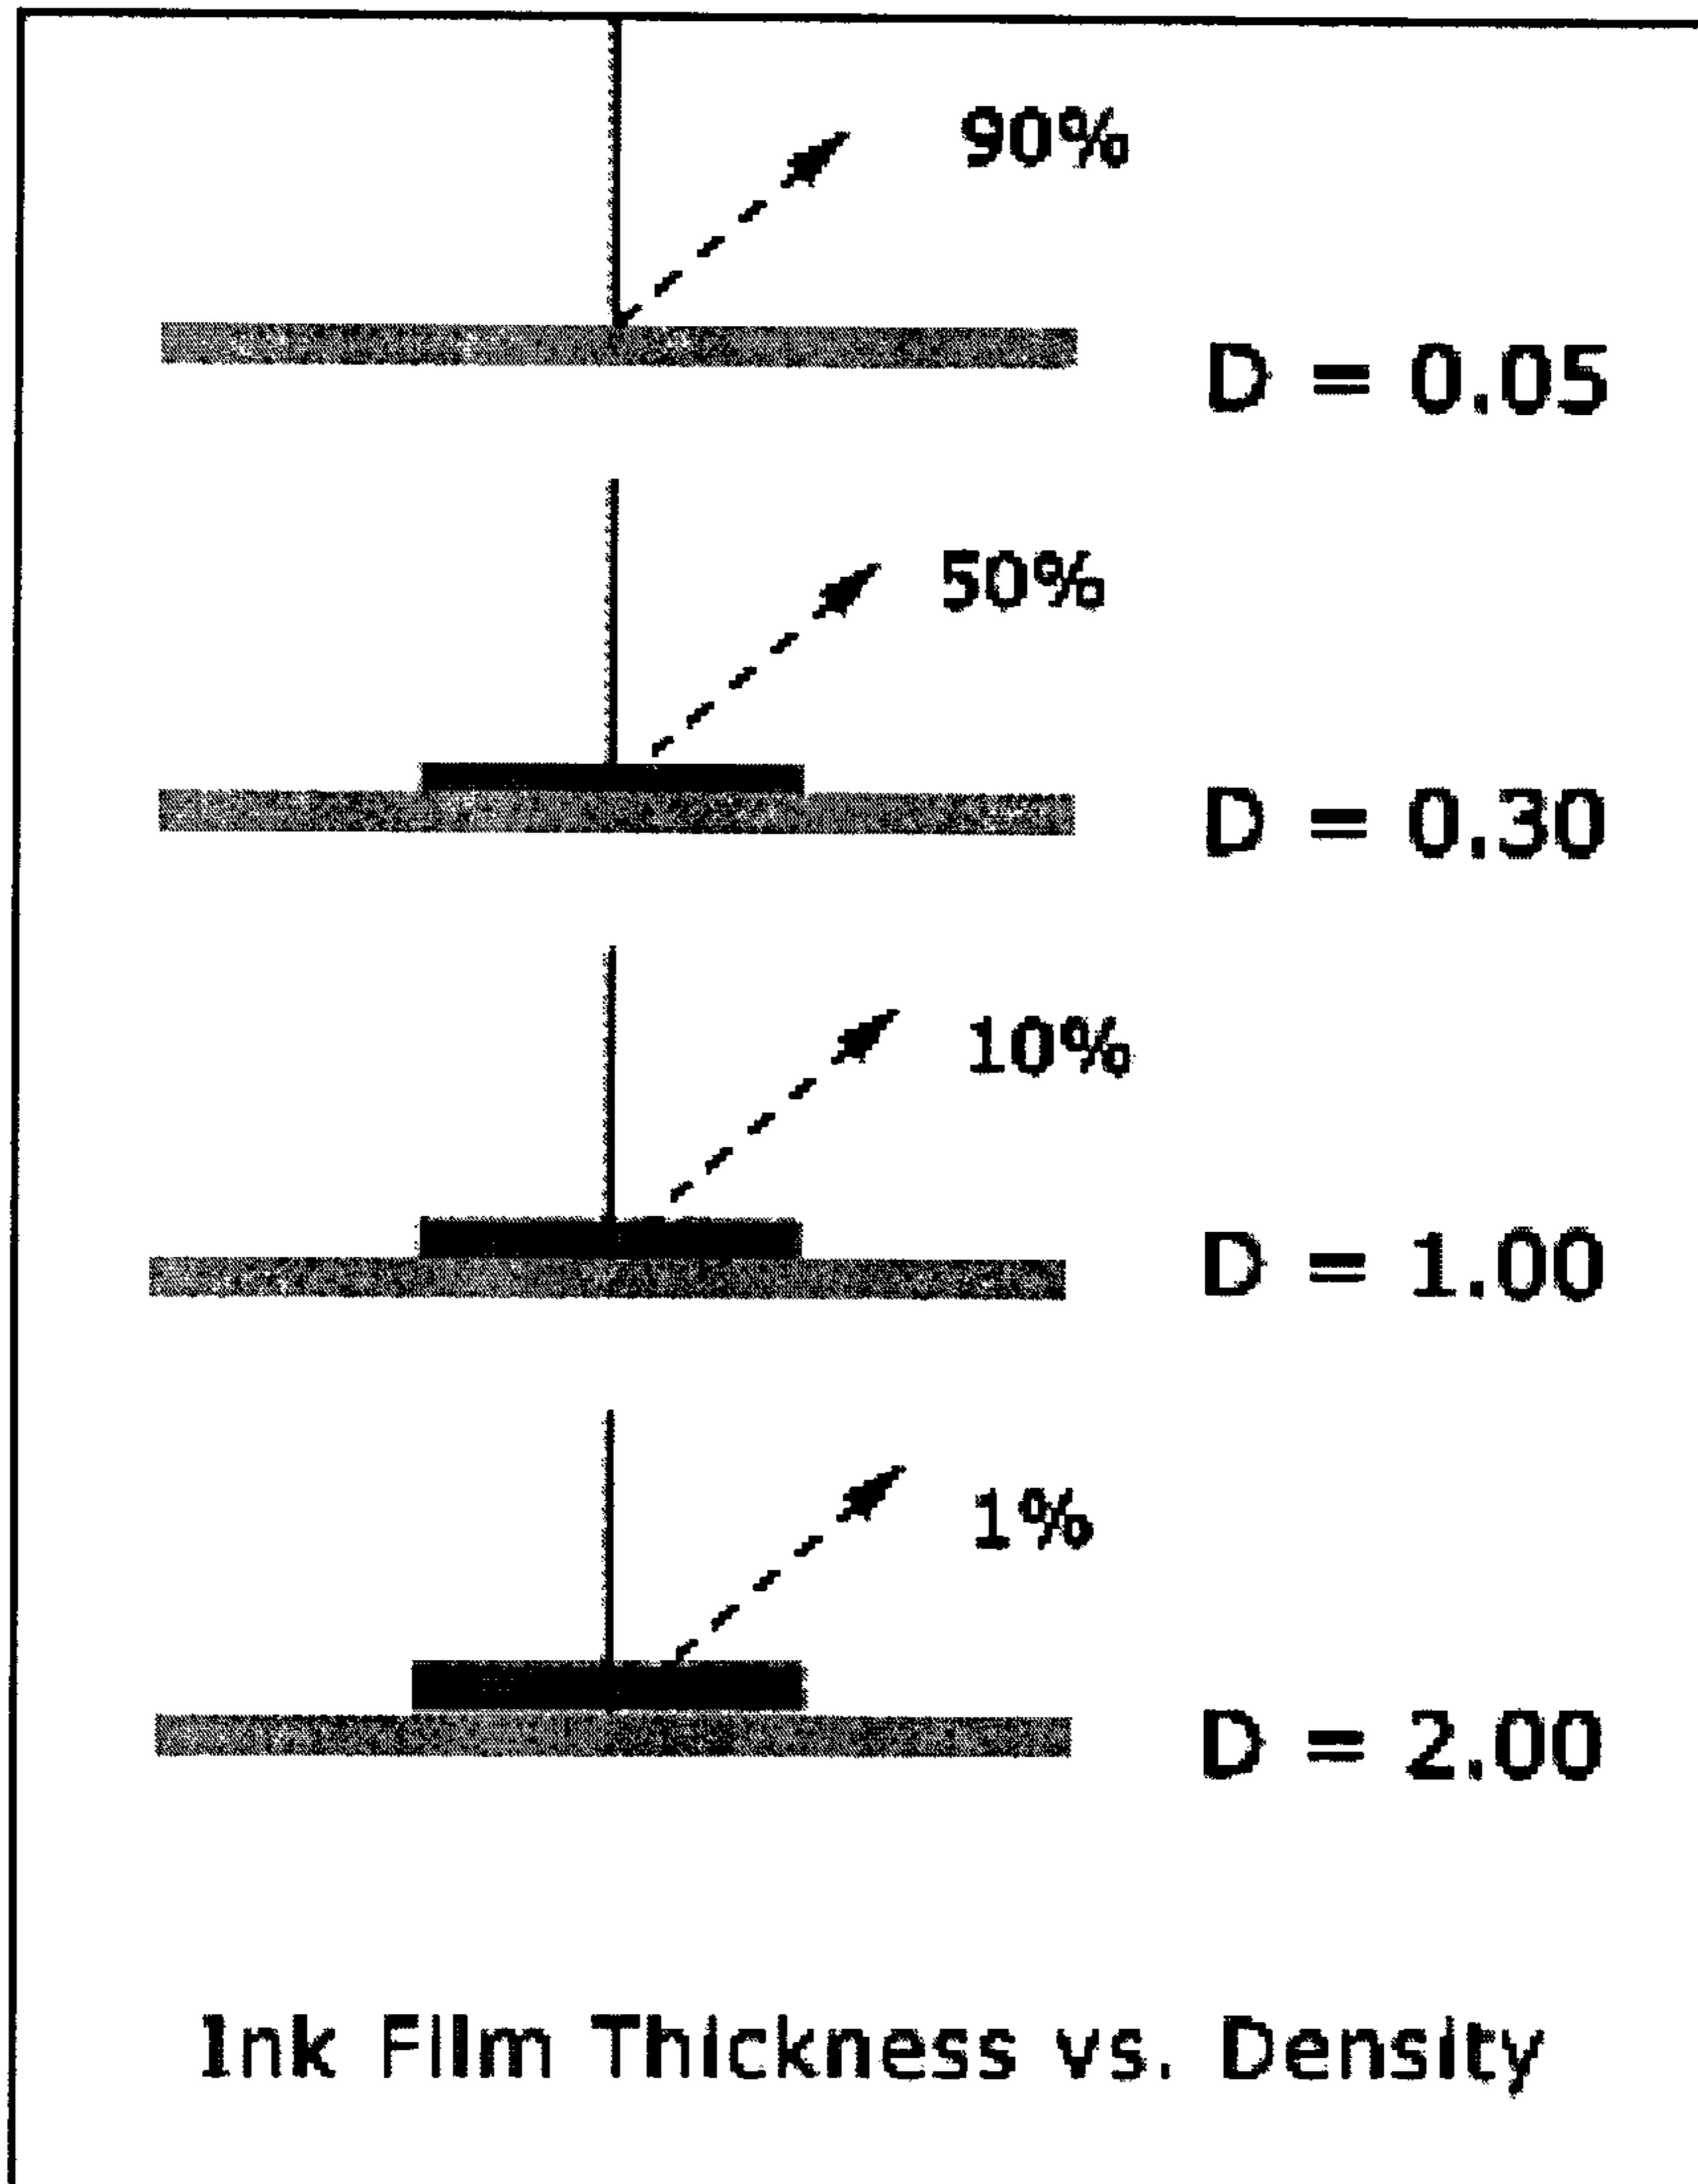 90%
D = 0.05
50%
D = 0.30
10%
D = 1.00
1%
D = 2.00
Ink Film Thickness vs. Density